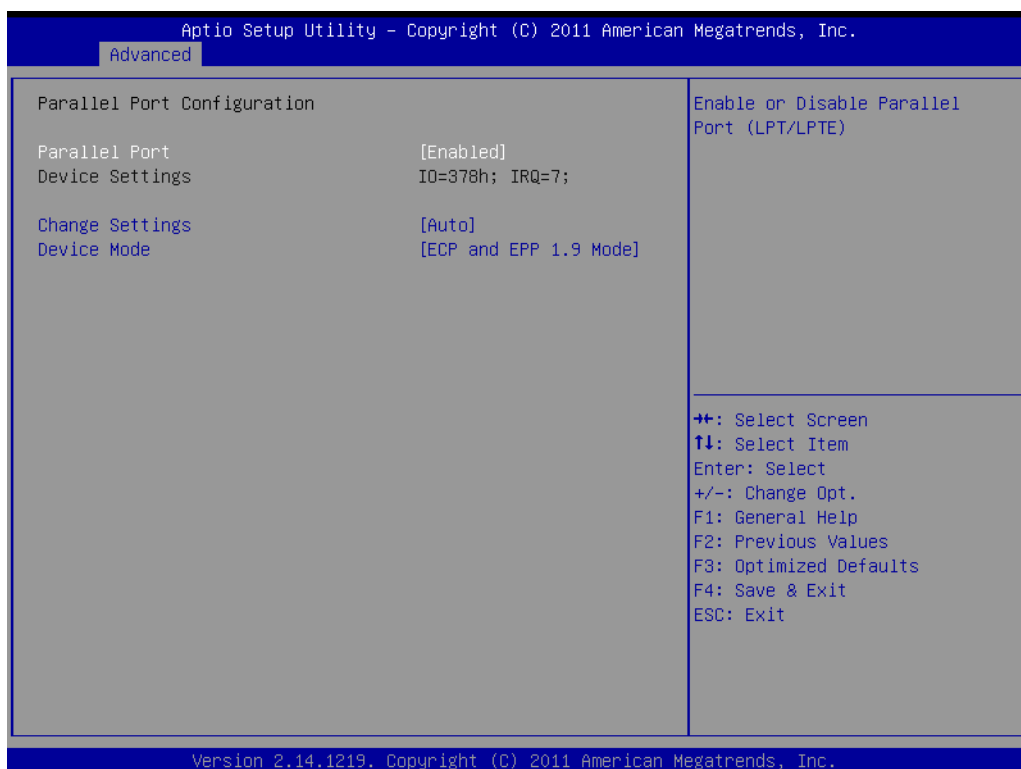 Aptio Setup Utility – Copyright (C) 2011 American Megatrends, Inc.
Advanced
Parallel Port Configuration
Parallel Port [Enabled]
Device Settings IO=378h; IRQ=7;
Change Settings [Auto]
Device Mode [ECP and EPP 1.9 Mode]
Enable or Disable Parallel
Port (LPT/LPTE)
→←: Select Screen
↑↓: Select Item
Enter: Select
+/-: Change Opt.
F1: General Help
F2: Previous Values
F3: Optimized Defaults
F4: Save & Exit
ESC: Exit
Version 2.14.1219. Copyright (C) 2011 American Megatrends, Inc.